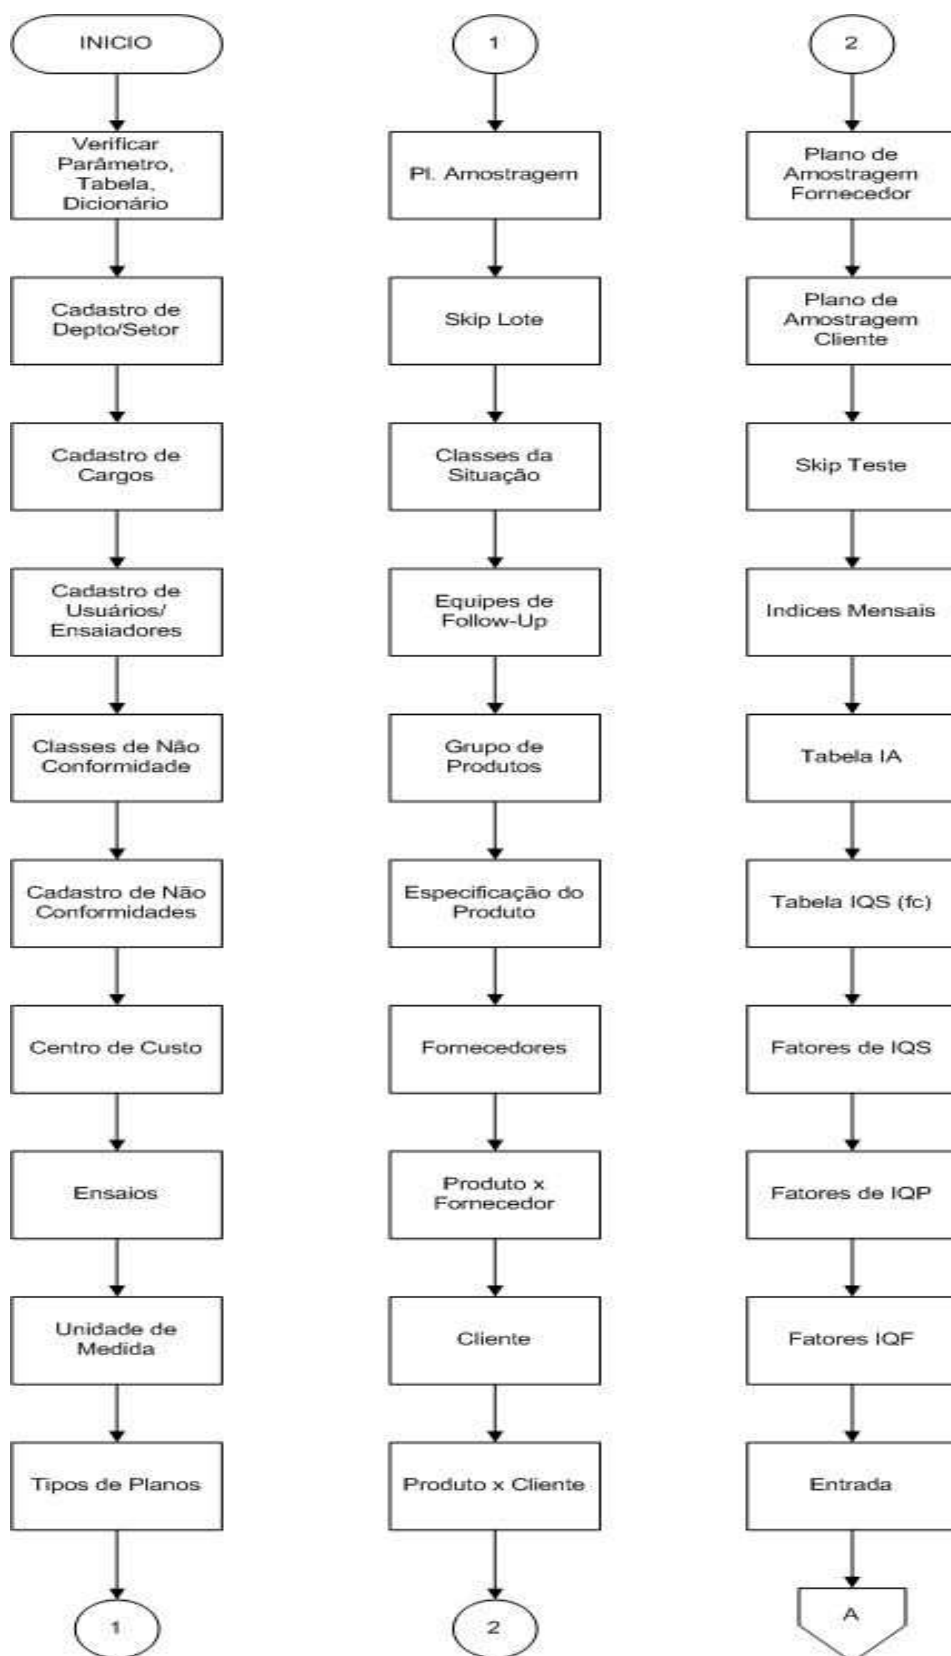 INICIO
Verificar
Parâmetro,
Tabela,
Dicionário
Cadastro de
Depto/Setor
Cadastro de
Cargos
Cadastro de
Usuários/
Ensaiadores
Classes de Não
Conformidade
Cadastro de Não
Conformidades
Centro de Custo
Ensaios
Unidade de
Medida
Tipos de Planos
1
1
Pl. Amostragem
Skip Lote
Classes da
Situação
Equipes de
Follow-Up
Grupo de
Produtos
Especificação do
Produto
Fornecedores
Produto x
Fornecedor
Cliente
Produto x Cliente
2
2
Plano de
Amostragem
Fornecedor
Plano de
Amostragem
Cliente
Skip Teste
Indices Mensais
Tabela IA
Tabela IQS (fc)
Fatores de IQS
Fatores de IQP
Fatores IQF
Entrada
A